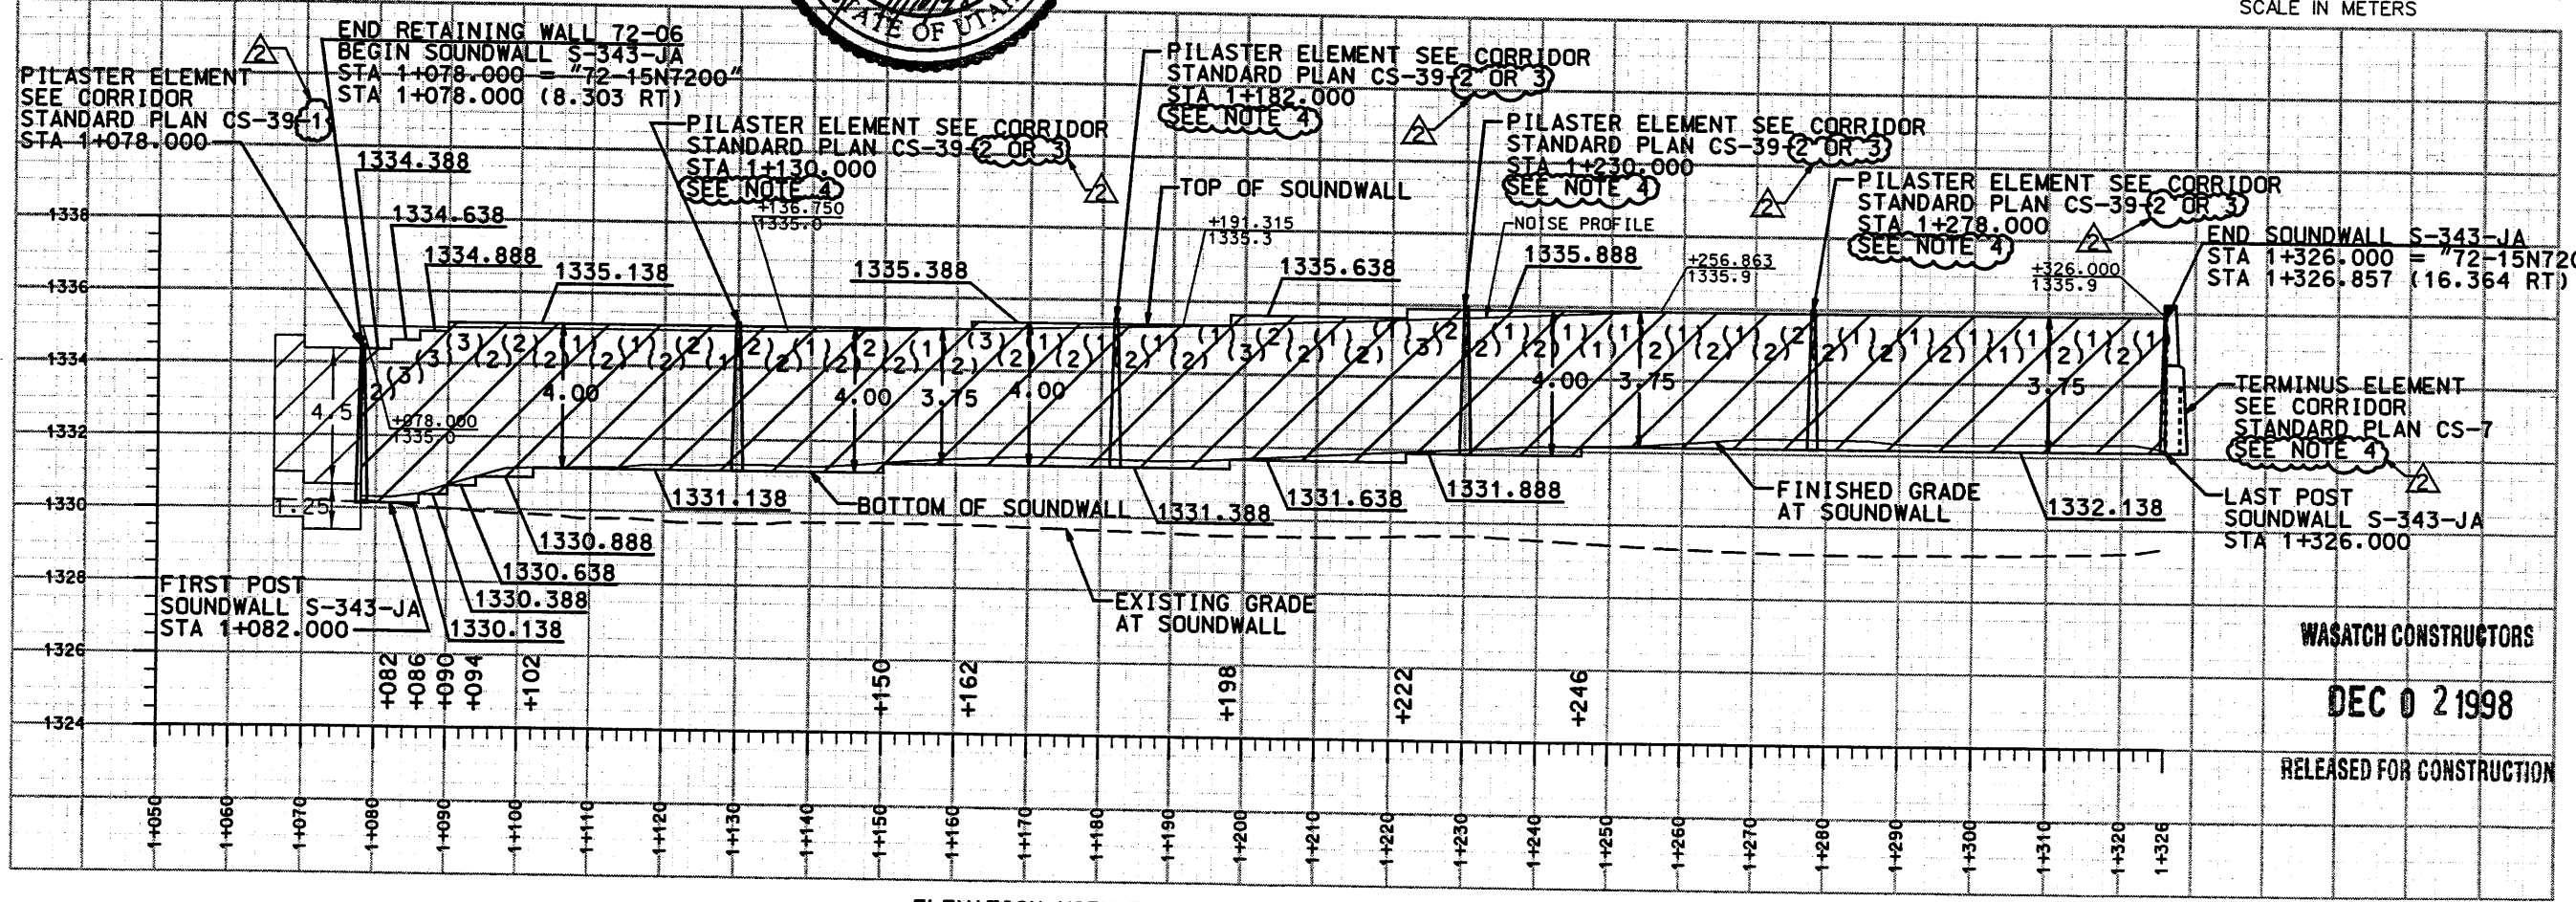 SCALE IN METERS
STATE OF UTAH
END RETAINING WALL 72-06
BEGIN SOUNDWALL S-343-JA
STA 1+078.000 = "72-15N7200"
STA 1+078.000 (8.303 RT)
2
PILASTER ELEMENT
SEE CORRIDOR
STANDARD PLAN CS-39-1
STA 1+078.000
PILASTER ELEMENT SEE CORRIDOR
STANDARD PLAN CS-39-2 OR 3
STA 1+130.000
SEE NOTE 4
2
PILASTER ELEMENT SEE CORRIDOR
STANDARD PLAN CS-39-2 OR 3
STA 1+182.000
SEE NOTE 4
2
PILASTER ELEMENT SEE CORRIDOR
STANDARD PLAN CS-39-2 OR 3
STA 1+230.000
SEE NOTE 4
2
PILASTER ELEMENT SEE CORRIDOR
STANDARD PLAN CS-39-2 OR 3
STA 1+278.000
SEE NOTE 4
2
END SOUNDWALL S-343-JA
STA 1+326.000 = "72-15N720
STA 1+326.857 (16.364 RT)
1334.388
1334.638
1334.888
1335.138
+136.750
1335.0
1335.388
TOP OF SOUNDWALL
+191.315
1335.3
1335.638
NOISE PROFILE
1335.888
+256.863
1335.9
+326.000
1335.9
1338
1336
1334
1332
1330
1328
1326
1324
4.5
1.25
+078.000
1335.0
4.00
4.00
3.75
4.00
4.00
3.75
3.75
TERMINUS ELEMENT
SEE CORRIDOR
STANDARD PLAN CS-7
SEE NOTE 4
2
LAST POST
SOUNDWALL S-343-JA
STA 1+326.000
1331.138
BOTTOM OF SOUNDWALL
1331.388
1331.638
1331.888
FINISHED GRADE
AT SOUNDWALL
1332.138
1330.888
1330.638
1330.388
1330.138
FIRST POST
SOUNDWALL S-343-JA
STA 1+082.000
EXISTING GRADE
AT SOUNDWALL
+082
+086
+090
+094
+102
+150
+162
+198
+222
+246
WASATCH CONSTRUCTORS
DEC 0 2 1998
RELEASED FOR CONSTRUCTION
1+050
1+060
1+070
1+080
1+090
1+100
1+110
1+120
1+130
1+140
1+150
1+160
1+170
1+180
1+190
1+200
1+210
1+220
1+230
1+240
1+250
1+260
1+270
1+280
1+290
1+300
1+310
1+320
1+326